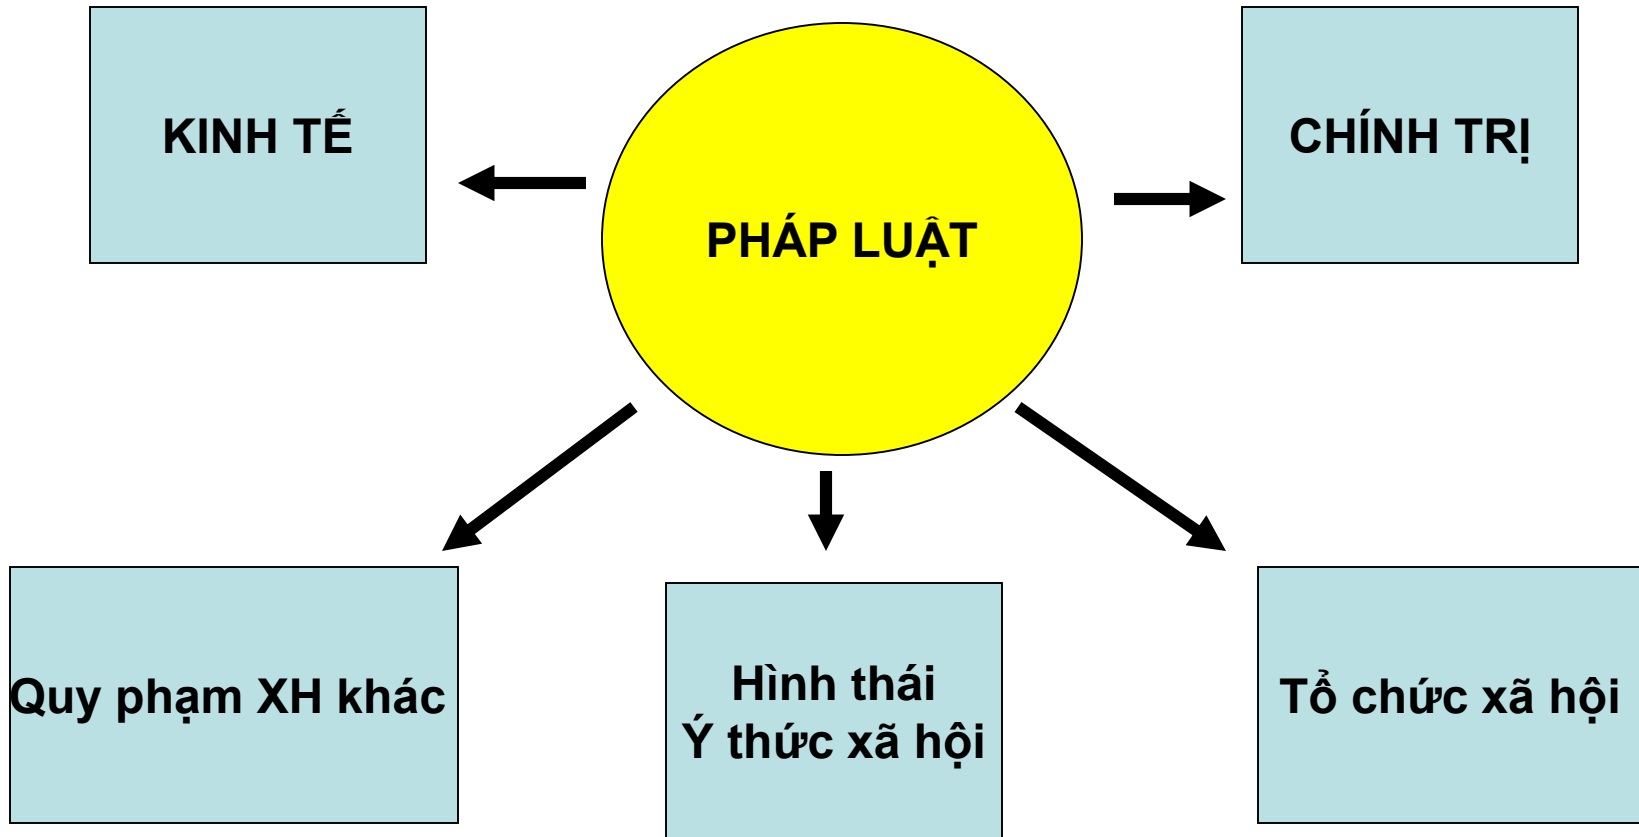 KINH TẾ
CHÍNH TRỊ
PHÁP LUẬT
Quy phạm XH khác
Hình thái
Ý thức xã hội
Tổ chức xã hội